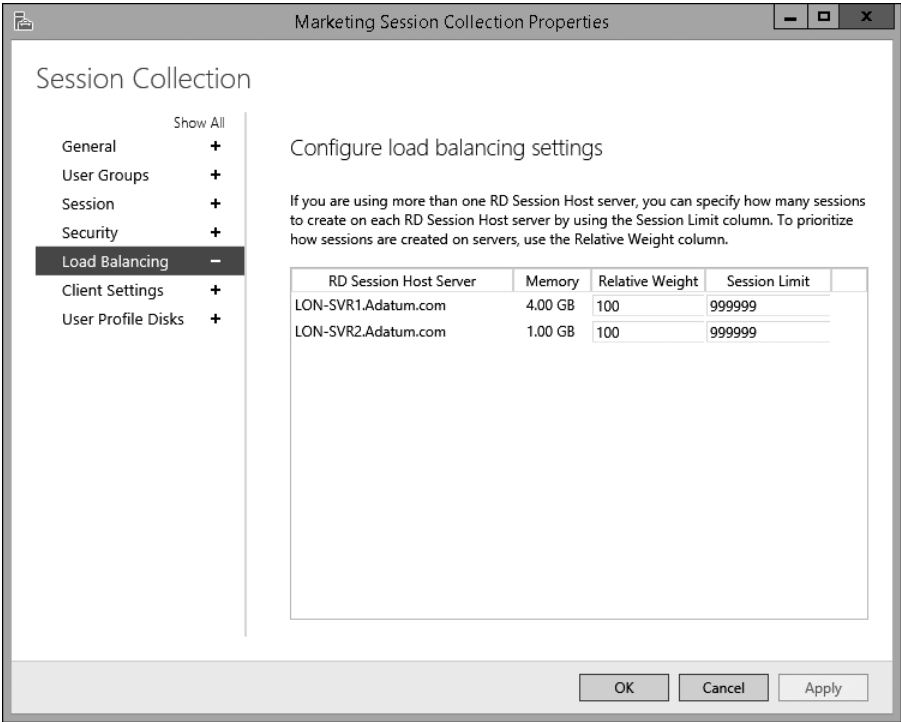 Marketing Session Collection Properties
x
Session Collection
Show All
General +
User Groups +
Session +
Security +
Load Balancing –
Client Settings +
User Profile Disks +
Configure load balancing settings
If you are using more than one RD Session Host server, you can specify how many sessions
to create on each RD Session Host server by using the Session Limit column. To prioritize
how sessions are created on servers, use the Relative Weight column.
RD Session Host Server Memory Relative Weight Session Limit
LON-SVR1.Adatum.com 4.00 GB 100 999999
LON-SVR2.Adatum.com 1.00 GB 100 999999
OK Cancel Apply